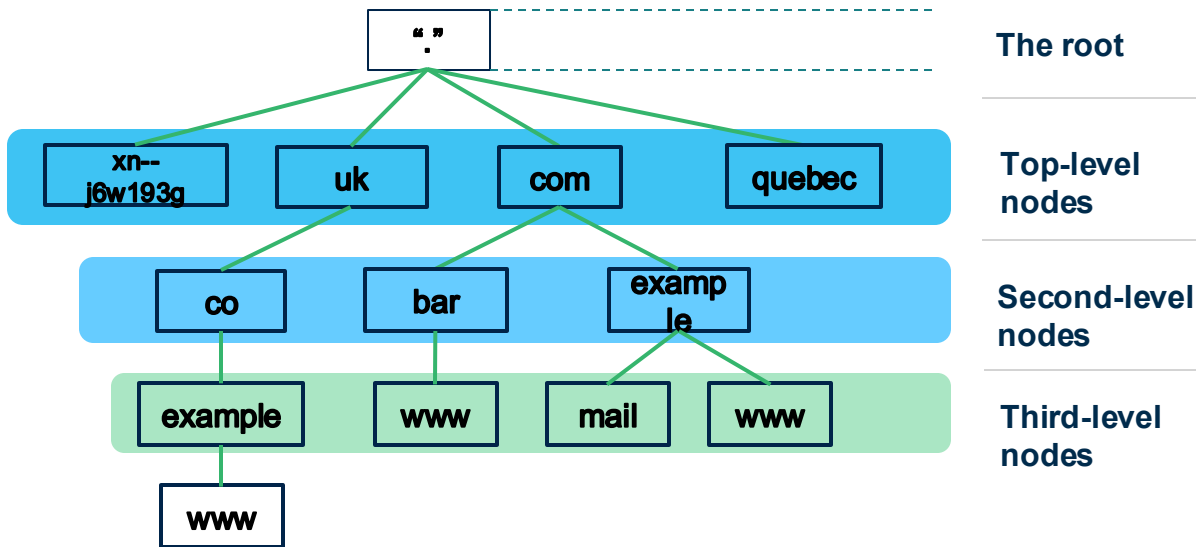 “.”
The root
xn--
j6w193g
uk
com
quebec
Top-level
nodes
co
bar
examp
le
Second-level
nodes
example
www
mail
www
Third-level
nodes
www